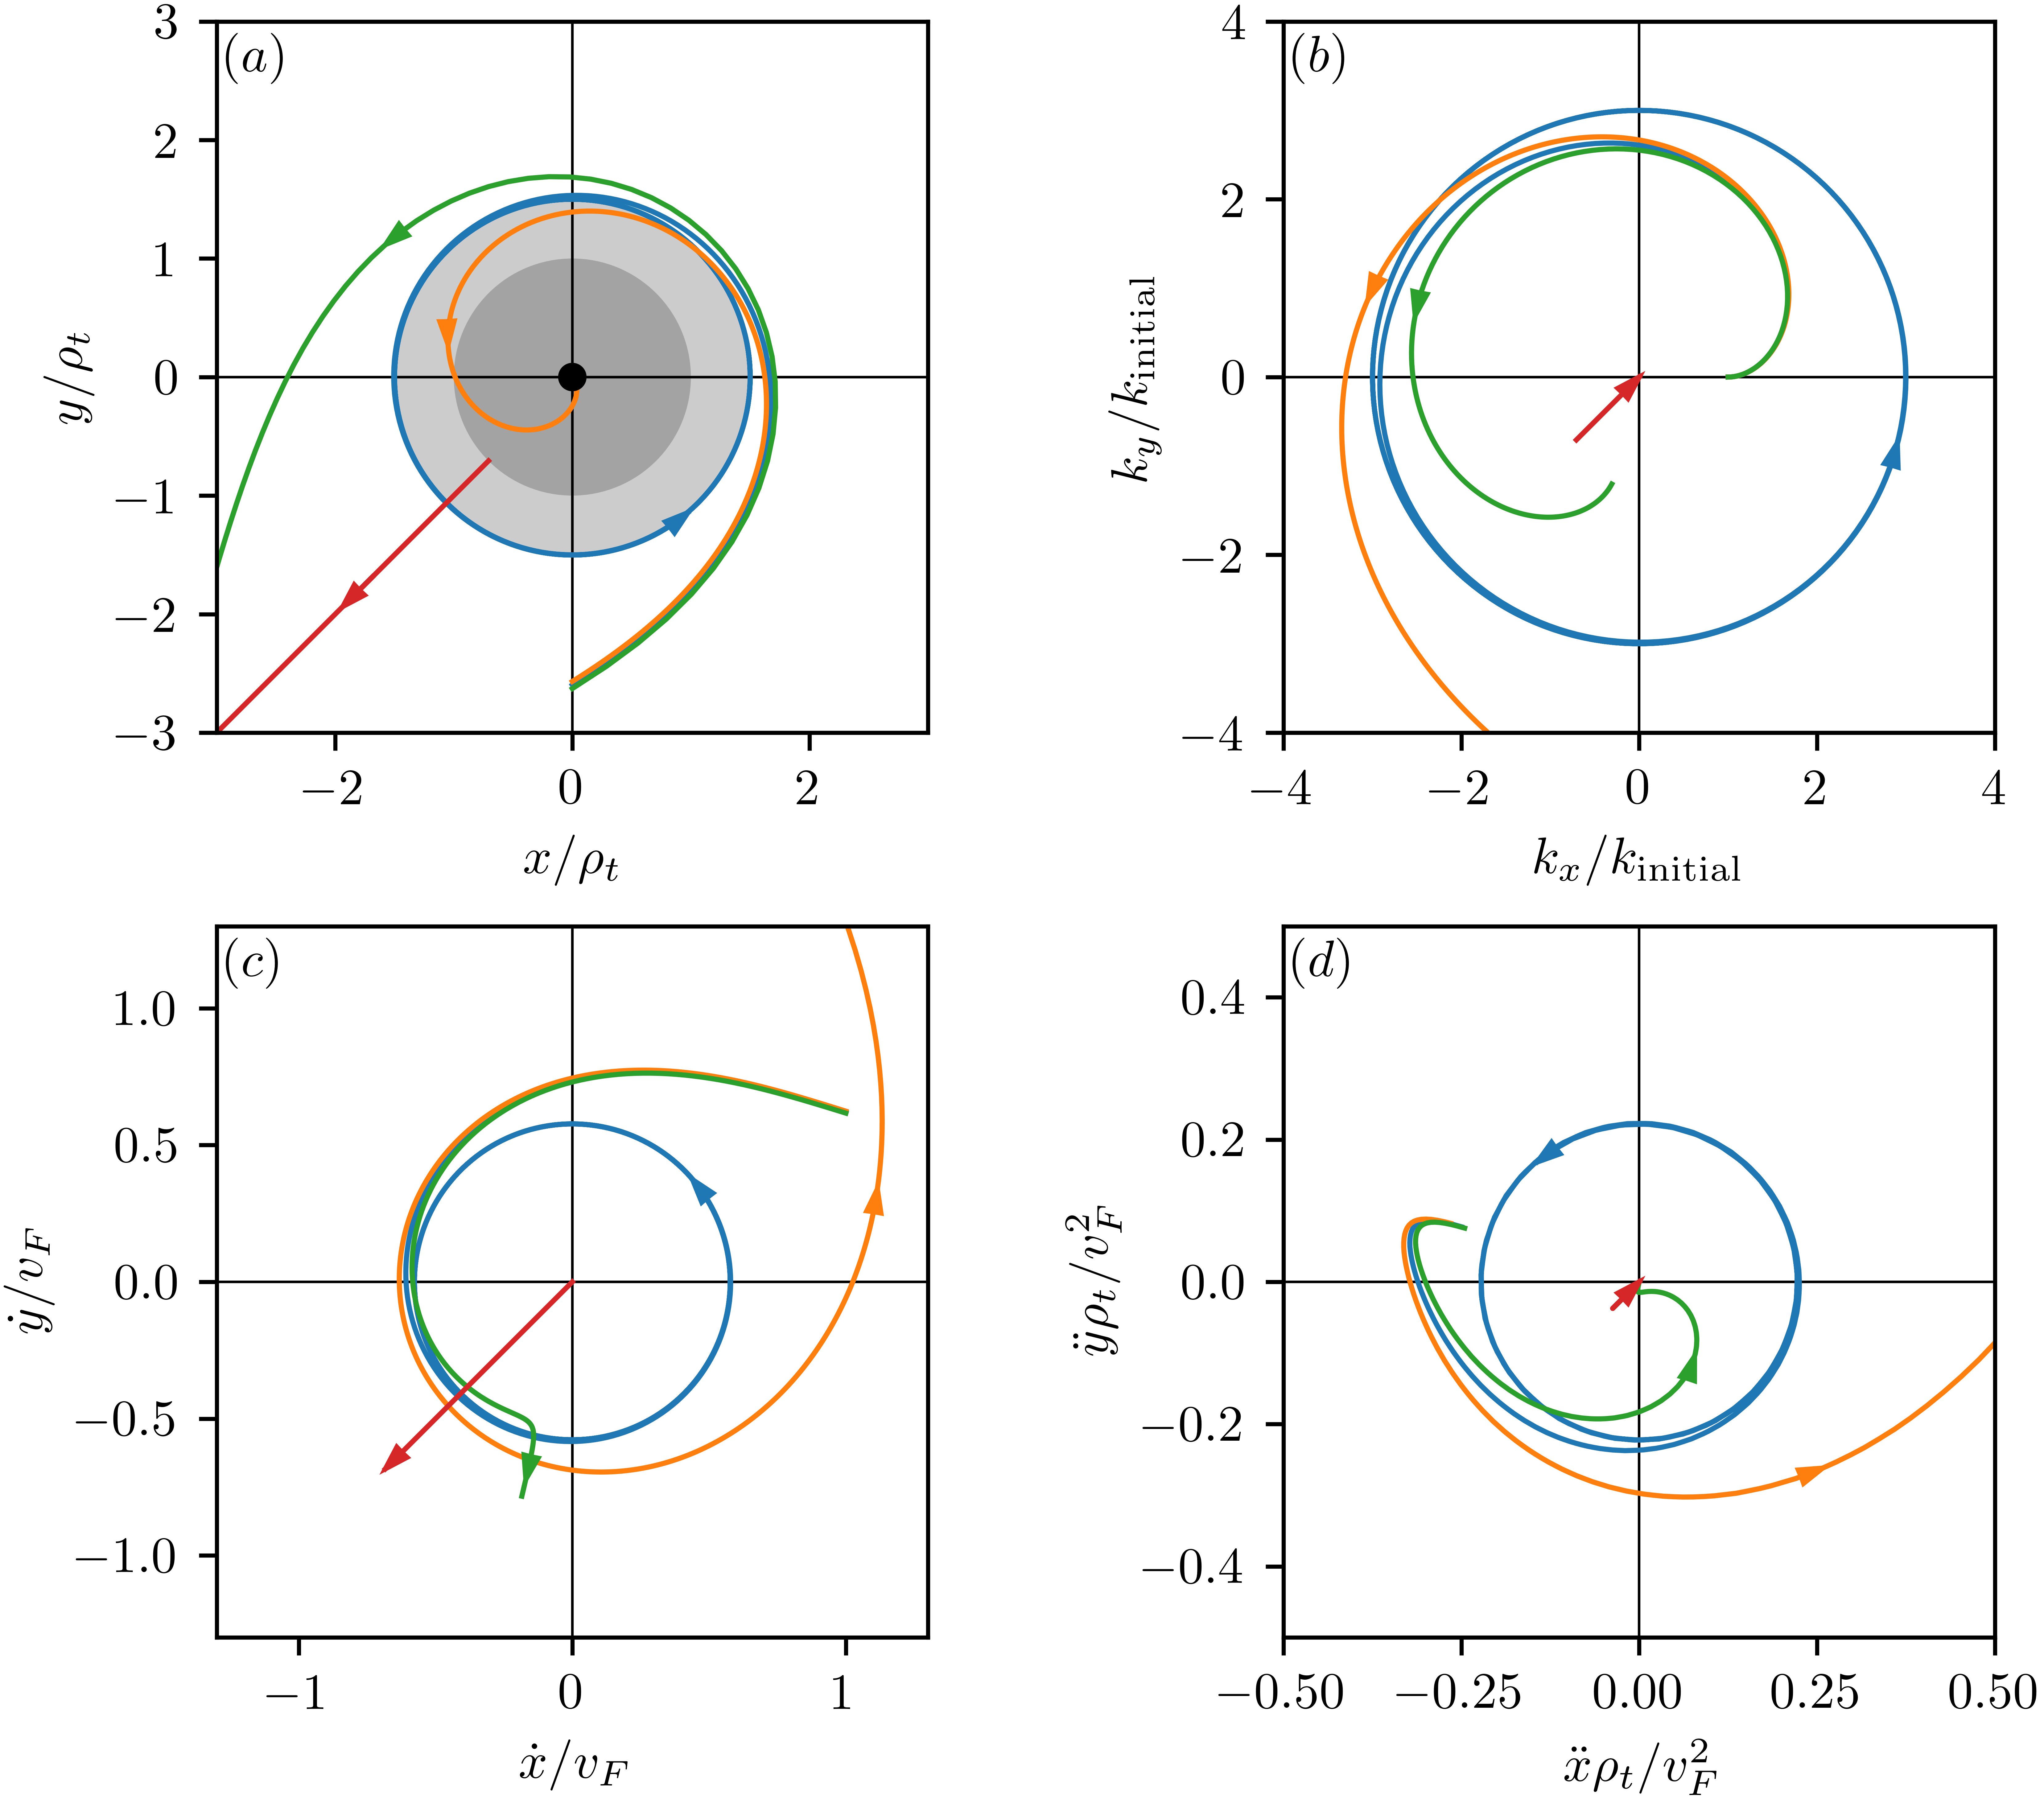 (a)
3
2
1
0
−1
−2
−3
y/ρ_t
−2 0 2
x/ρ_t
(b)
4
2
0
−2
−4
k_y/k_initial
−4 −2 0 2 4
k_x/k_initial
(c)
1.0
0.5
0.0
−0.5
−1.0
ẏ/v_F
−1 0 1
ẋ/v_F
(d)
0.4
0.2
0.0
−0.2
−0.4
ÿρ_t/v_F^2
−0.50 −0.25 0.00 0.25 0.50
ẍρ_t/v_F^2